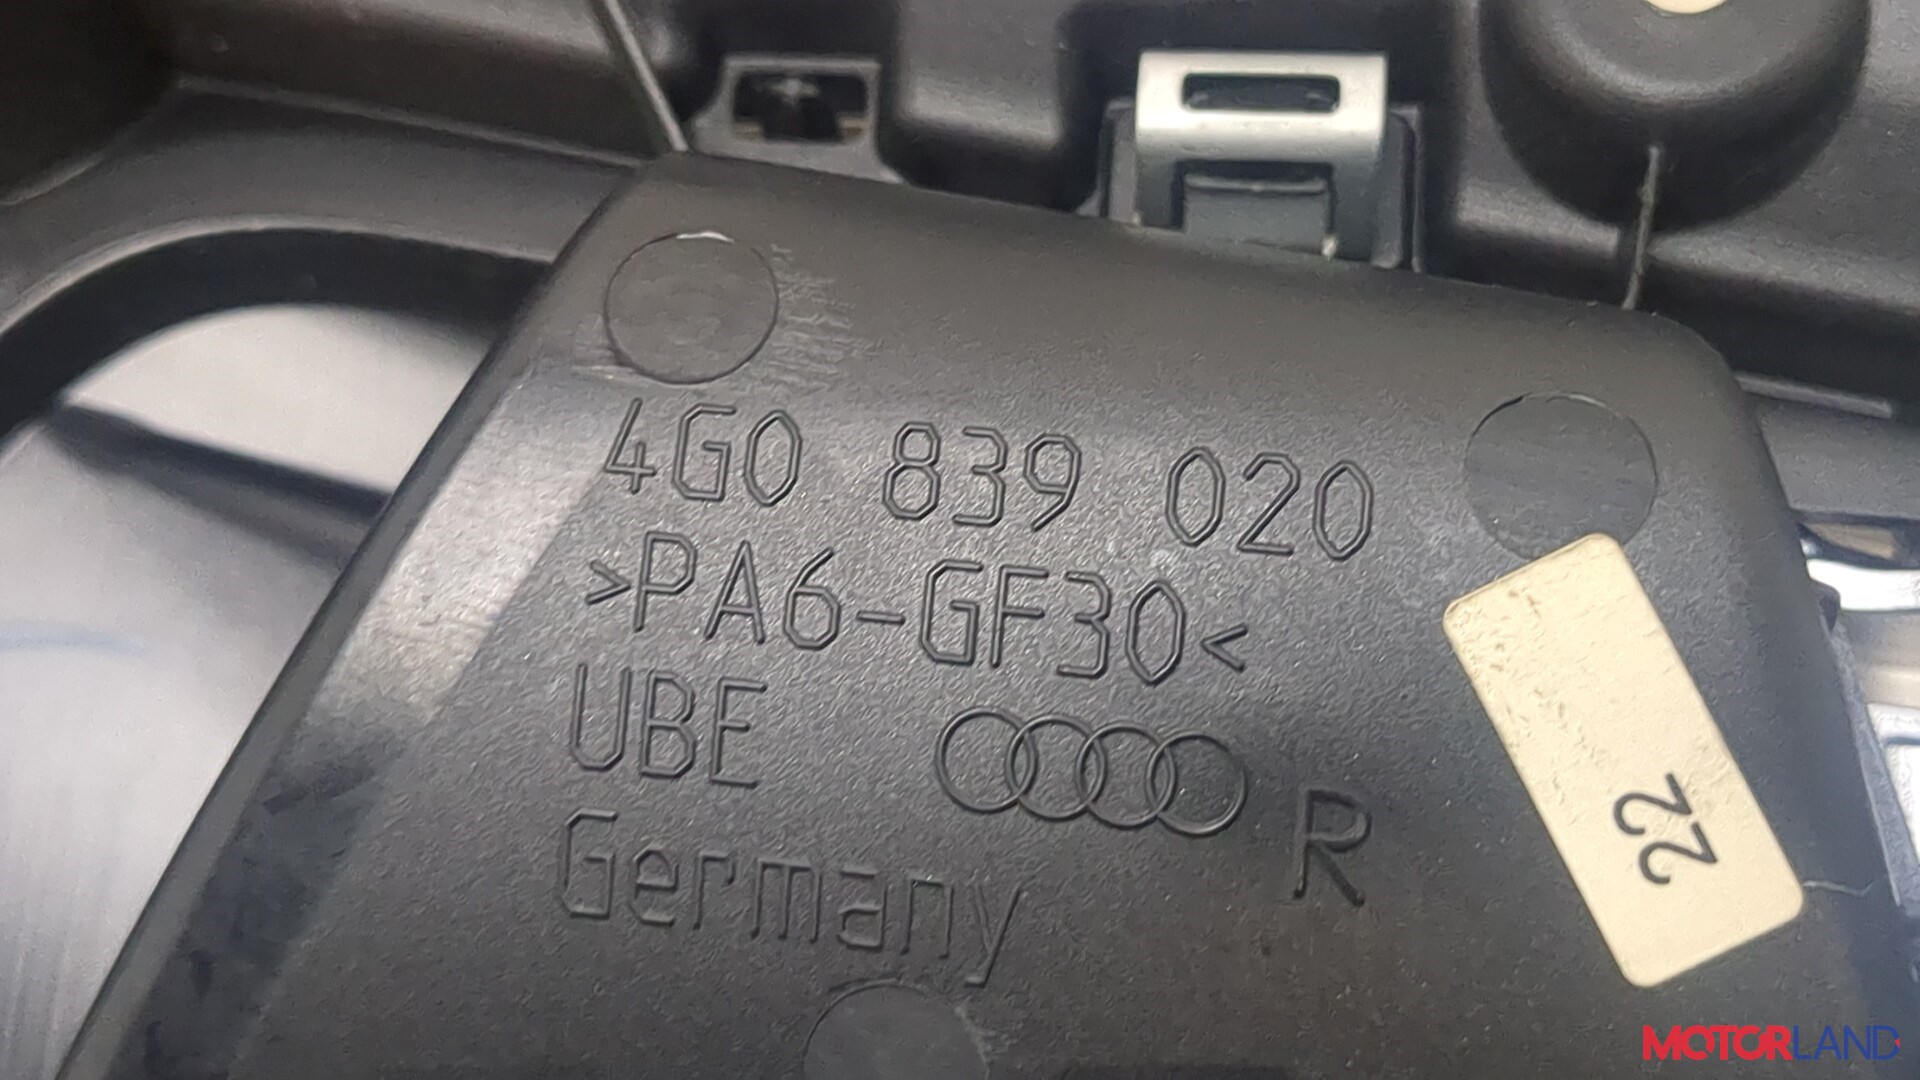 4G0 839 020
>PA6-GF30<
UBE
R
Germany
22
MOTORLAND